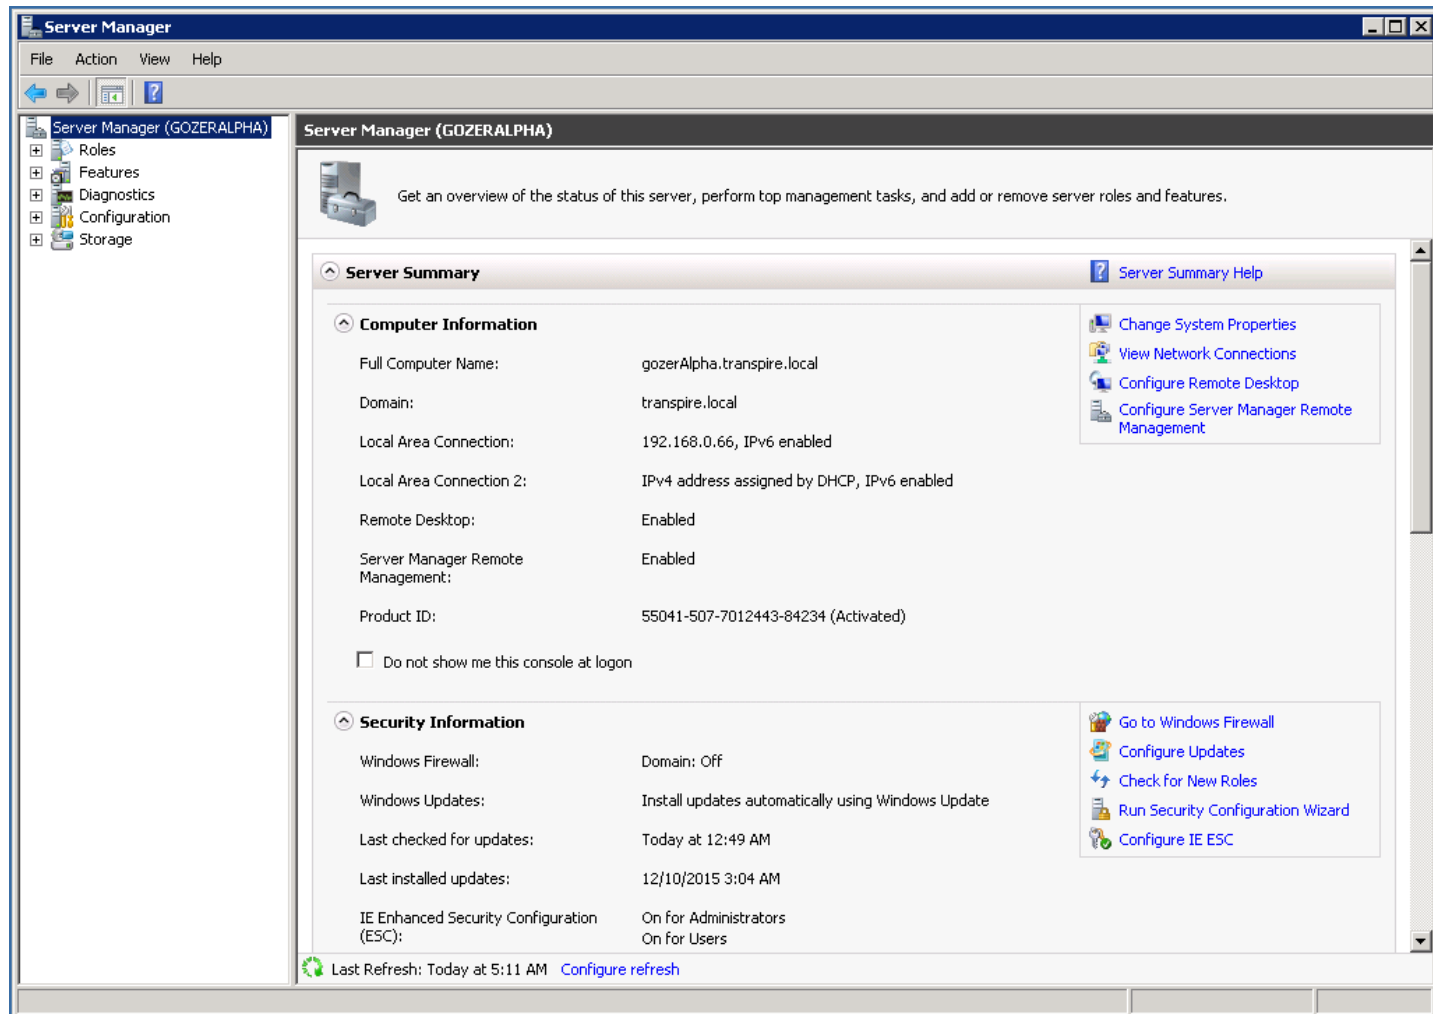 Server Manager
File Action View Help
Server Manager (GOZERALPHA)
Roles
Features
Diagnostics
Configuration
Storage
Server Manager (GOZERALPHA)
Get an overview of the status of this server, perform top management tasks, and add or remove server roles and features.
Server Summary
Server Summary Help
Computer Information
Full Computer Name: gozerAlpha.transpire.local
Domain: transpire.local
Local Area Connection: 192.168.0.66, IPv6 enabled
Local Area Connection 2: IPv4 address assigned by DHCP, IPv6 enabled
Remote Desktop: Enabled
Server Manager Remote Enabled
Management:
Product ID: 55041-507-7012443-84234 (Activated)
Do not show me this console at logon
Change System Properties
View Network Connections
Configure Remote Desktop
Configure Server Manager Remote
Management
Security Information
Windows Firewall: Domain: Off
Windows Updates: Install updates automatically using Windows Update
Last checked for updates: Today at 12:49 AM
Last installed updates: 12/10/2015 3:04 AM
IE Enhanced Security Configuration On for Administrators
(ESC): On for Users
Go to Windows Firewall
Configure Updates
Check for New Roles
Run Security Configuration Wizard
Configure IE ESC
Last Refresh: Today at 5:11 AM Configure refresh